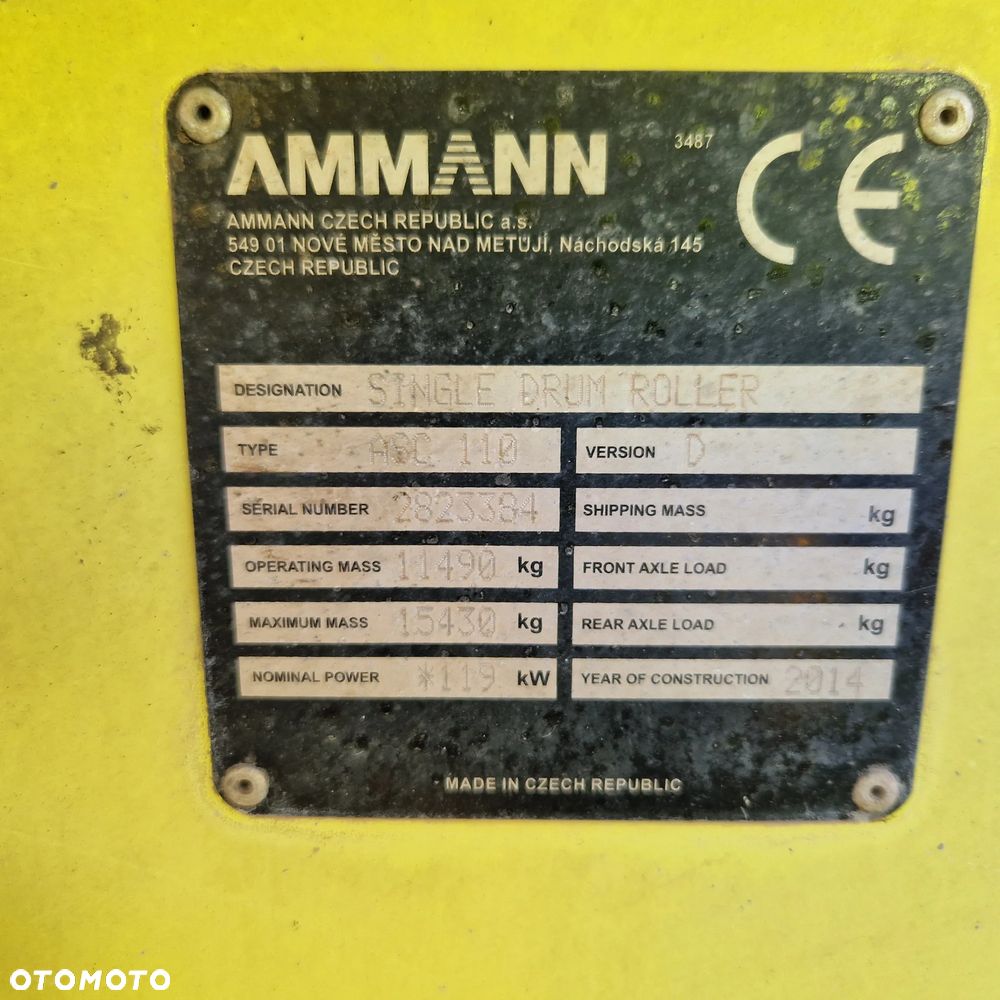 AMMANN
3487
CE
AMMANN CZECH REPUBLIC a.s.
549 01 NOVÉ MĚSTO NAD METUJÍ, Náchodská 145
CZECH REPUBLIC
DESIGNATION SINGLE DRUM ROLLER
TYPE ASC 110 VERSION D
SERIAL NUMBER 2823384 SHIPPING MASS kg
OPERATING MASS 11490 kg FRONT AXLE LOAD kg
MAXIMUM MASS 15430 kg REAR AXLE LOAD kg
NOMINAL POWER *119 kW YEAR OF CONSTRUCTION 2014
MADE IN CZECH REPUBLIC
OTOMOTO